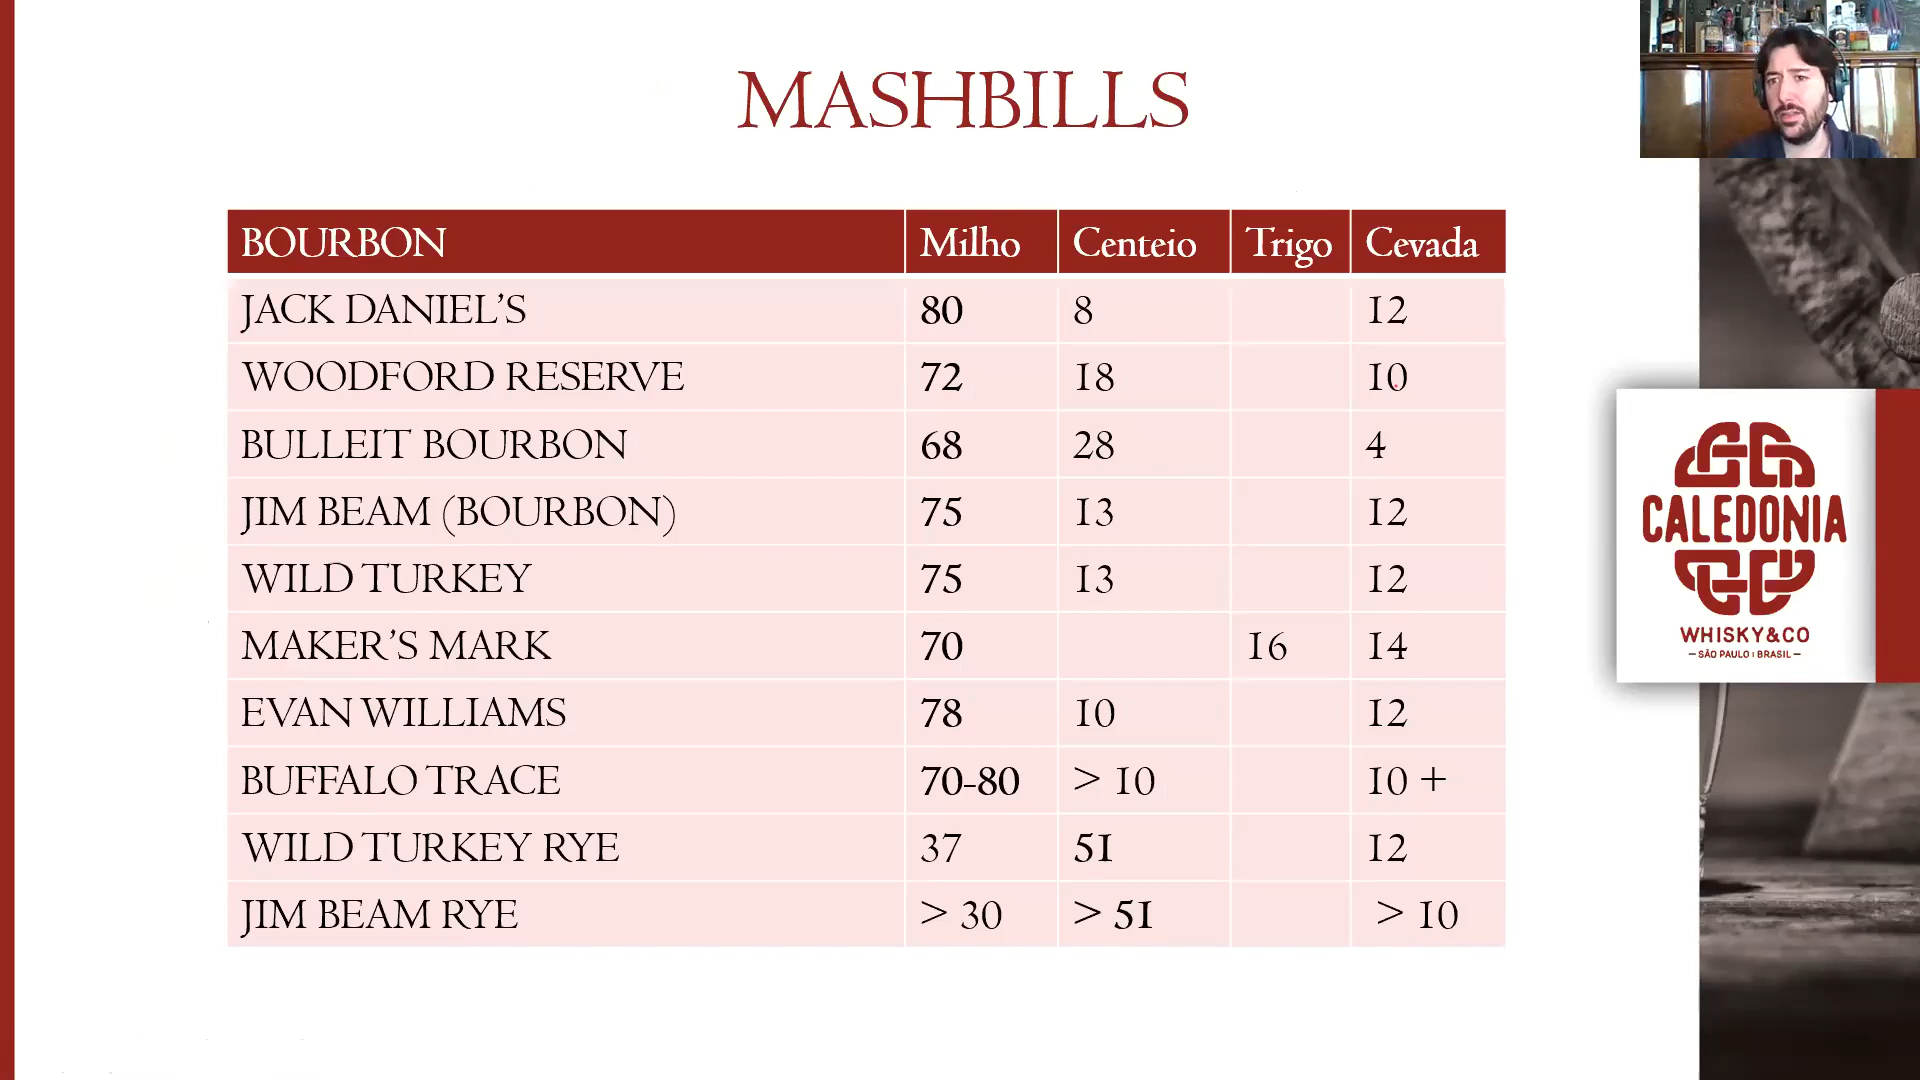 MASHBILLS
BOURBON Milho Centeio Trigo Cevada
JACK DANIEL'S 80 8 12
WOODFORD RESERVE 72 18 10
BULLEIT BOURBON 68 28 4
JIM BEAM (BOURBON) 75 13 12
WILD TURKEY 75 13 12
MAKER'S MARK 70 16 14
EVAN WILLIAMS 78 10 12
BUFFALO TRACE 70-80 > 10 10 +
WILD TURKEY RYE 37 51 12
JIM BEAM RYE > 30 > 51 > 10
CALEDONIA
WHISKY&CO
– SÃO PAULO | BRASIL –